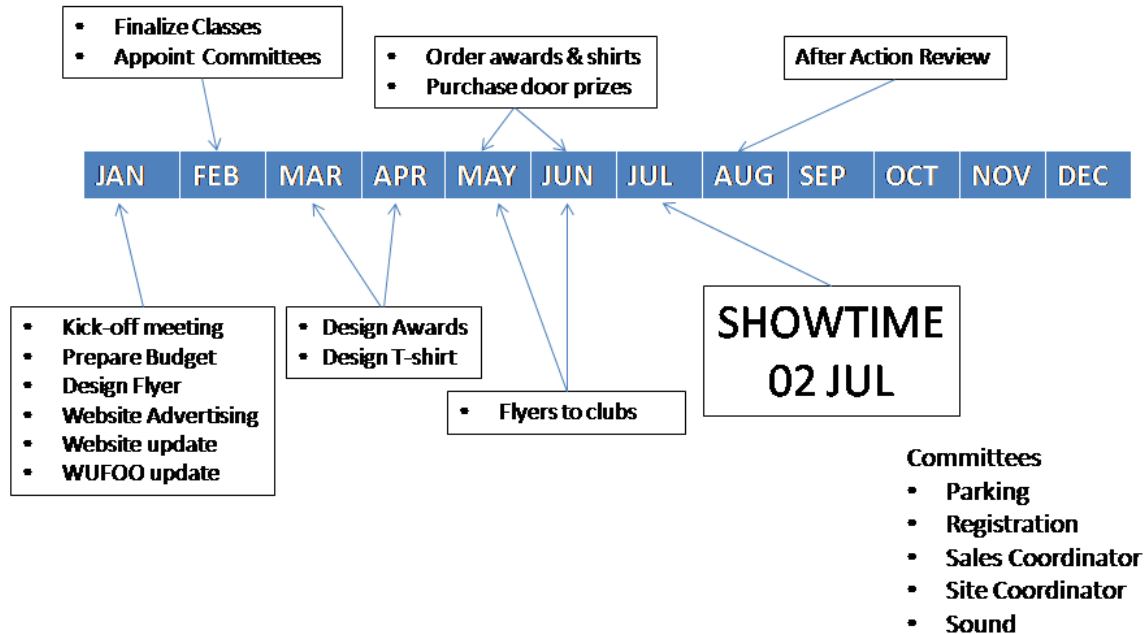 • Finalize Classes
• Appoint Committees
• Order awards & shirts
• Purchase door prizes
After Action Review
JAN FEB MAR APR MAY JUN JUL AUG SEP OCT NOV DEC
• Kick-off meeting
• Prepare Budget
• Design Flyer
• Website Advertising
• Website update
• WUFOO update
• Design Awards
• Design T-shirt
• Flyers to clubs
SHOWTIME
02 JUL
Committees
• Parking
• Registration
• Sales Coordinator
• Site Coordinator
• Sound